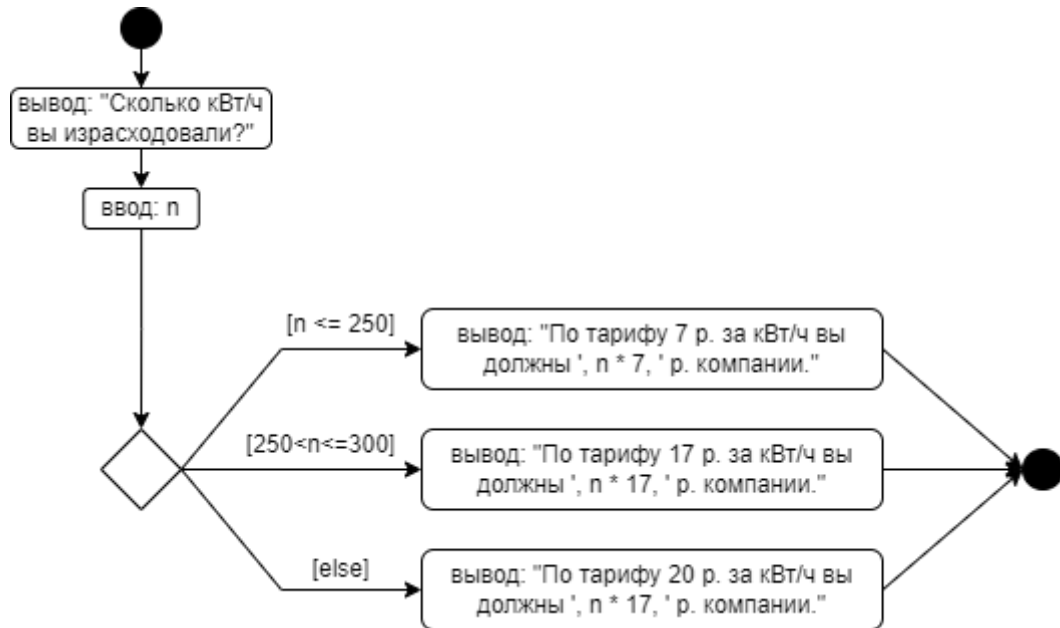 вывод: "Сколько кВт/ч
вы израсходовали?"
ввод: n
[n <= 250]
вывод: "По тарифу 7 р. за кВт/ч вы
должны ', n * 7, ' р. компании."
[250<n<=300]
вывод: "По тарифу 17 р. за кВт/ч вы
должны ', n * 17, ' р. компании."
[else]
вывод: "По тарифу 20 р. за кВт/ч вы
должны ', n * 17, ' р. компании."